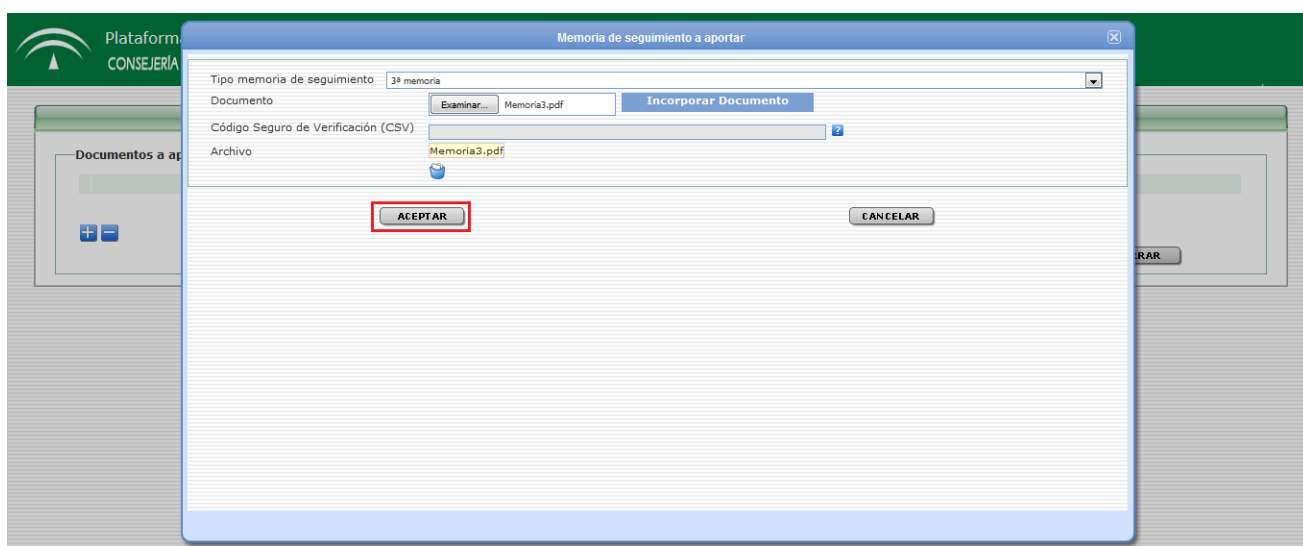 Plataform
CONSEJERÍA
Memoria de seguimiento a aportar
Tipo memoria de seguimiento 3ª memoria
Documento Examinar... Memoria3.pdf Incorporar Documento
Código Seguro de Verificación (CSV) ?
Archivo Memoria3.pdf
Documentos a ap
ACEPTAR CANCELAR
RAR